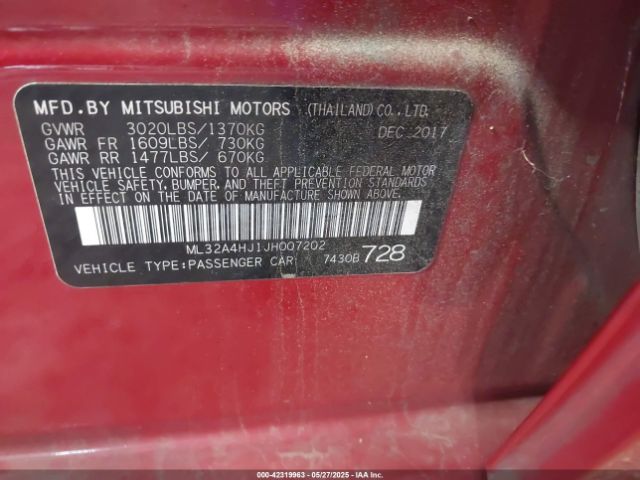 MFD.BY MITSUBISHI MOTORS (THAILAND) CO.,LTD.
GVWR 3020LBS/1370KG DEC.2017
GAWR FR 1609LBS/ 730KG
GAWR RR 1477LBS/ 670KG
THIS VEHICLE CONFORMS TO ALL APPLICABLE FEDERAL MOTOR
VEHICLE SAFETY, BUMPER, AND THEFT PREVENTION STANDARDS
IN EFFECT ON THE DATE OF MANUFACTURE SHOWN ABOVE.
ML32A4HJ1JH007202
VEHICLE TYPE:PASSENGER CAR 7430B 728
000-42319963 - 05/27/2025 - IAAI.COM